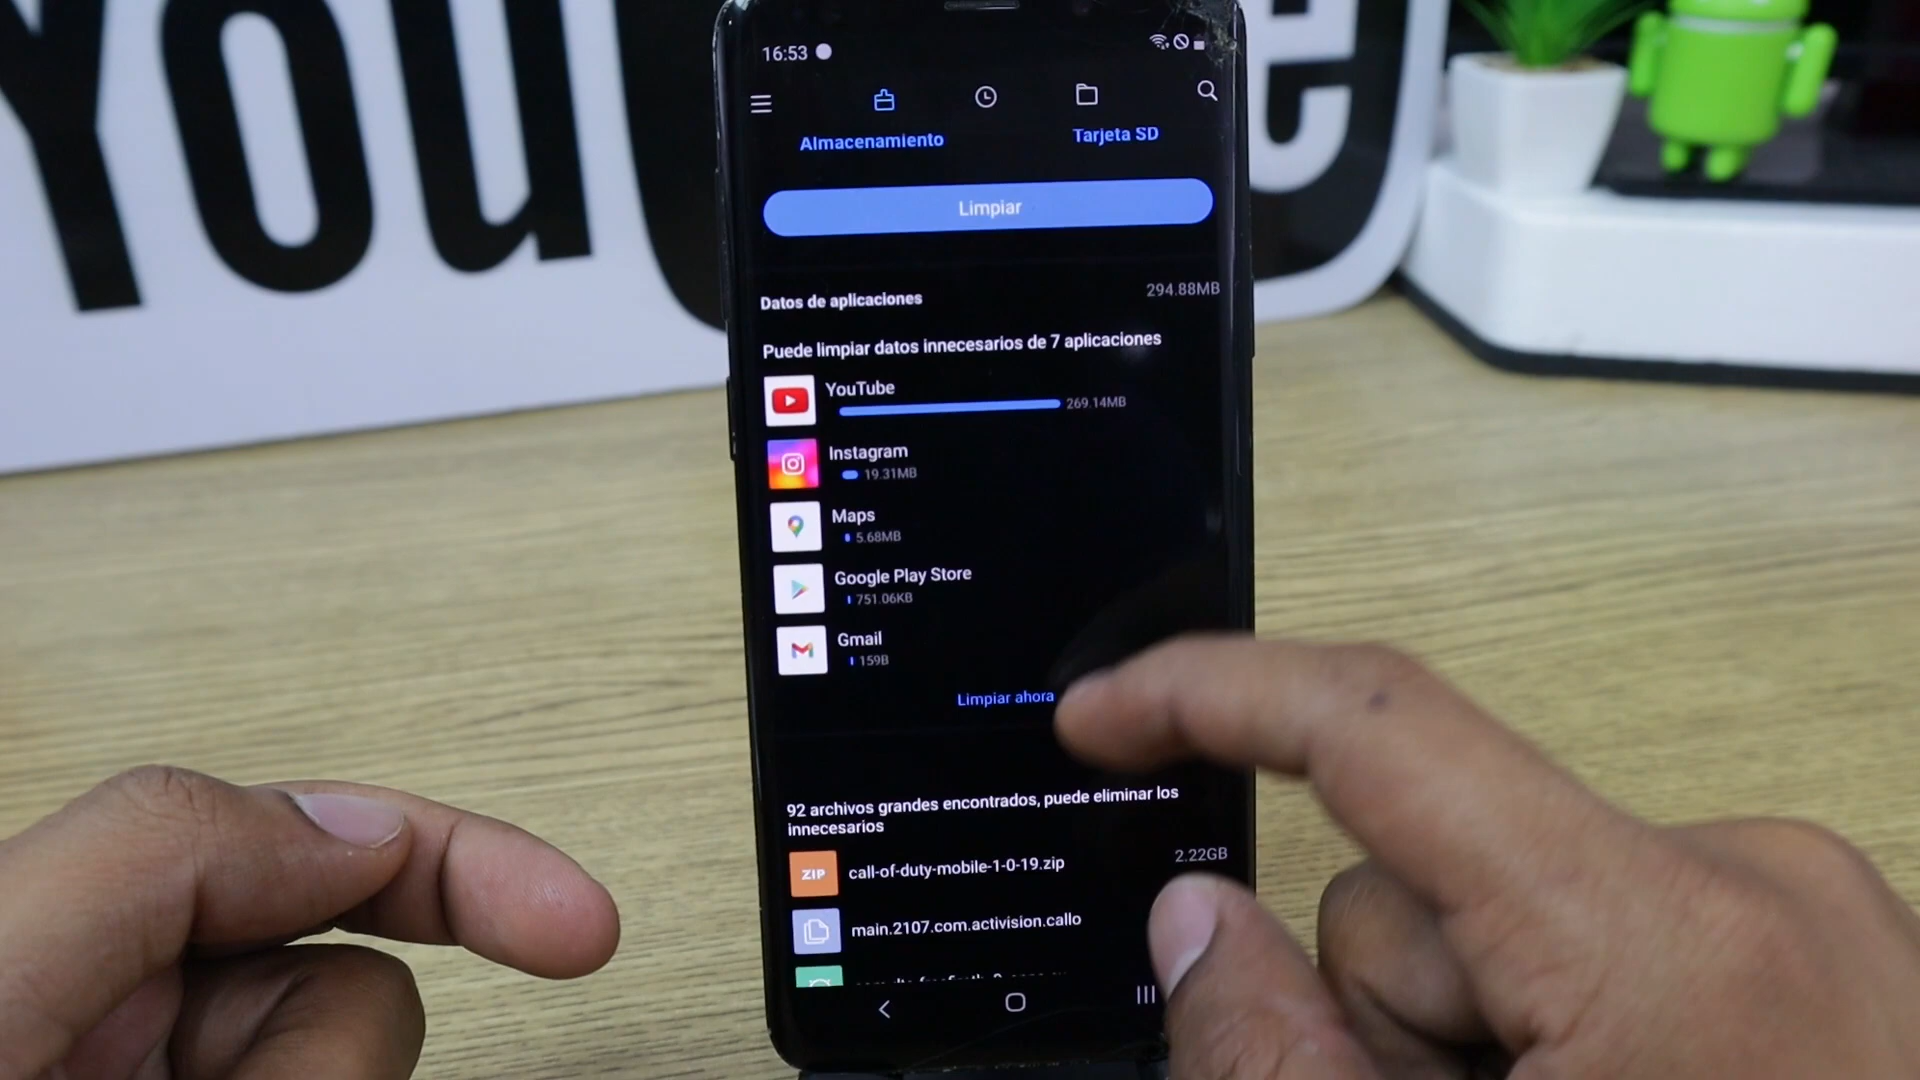 YouTube
16:53
Almacenamiento
Tarjeta SD
Limpiar
Datos de aplicaciones
294.88MB
Puede limpiar datos innecesarios de 7 aplicaciones
YouTube
269.14MB
Instagram
19.31MB
Maps
5.68MB
Google Play Store
751.06KB
Gmail
159B
Limpiar ahora
92 archivos grandes encontrados, puede eliminar los
innecesarios
ZIP
call-of-duty-mobile-1-0-19.zip
2.22GB
main.2107.com.activision.callo